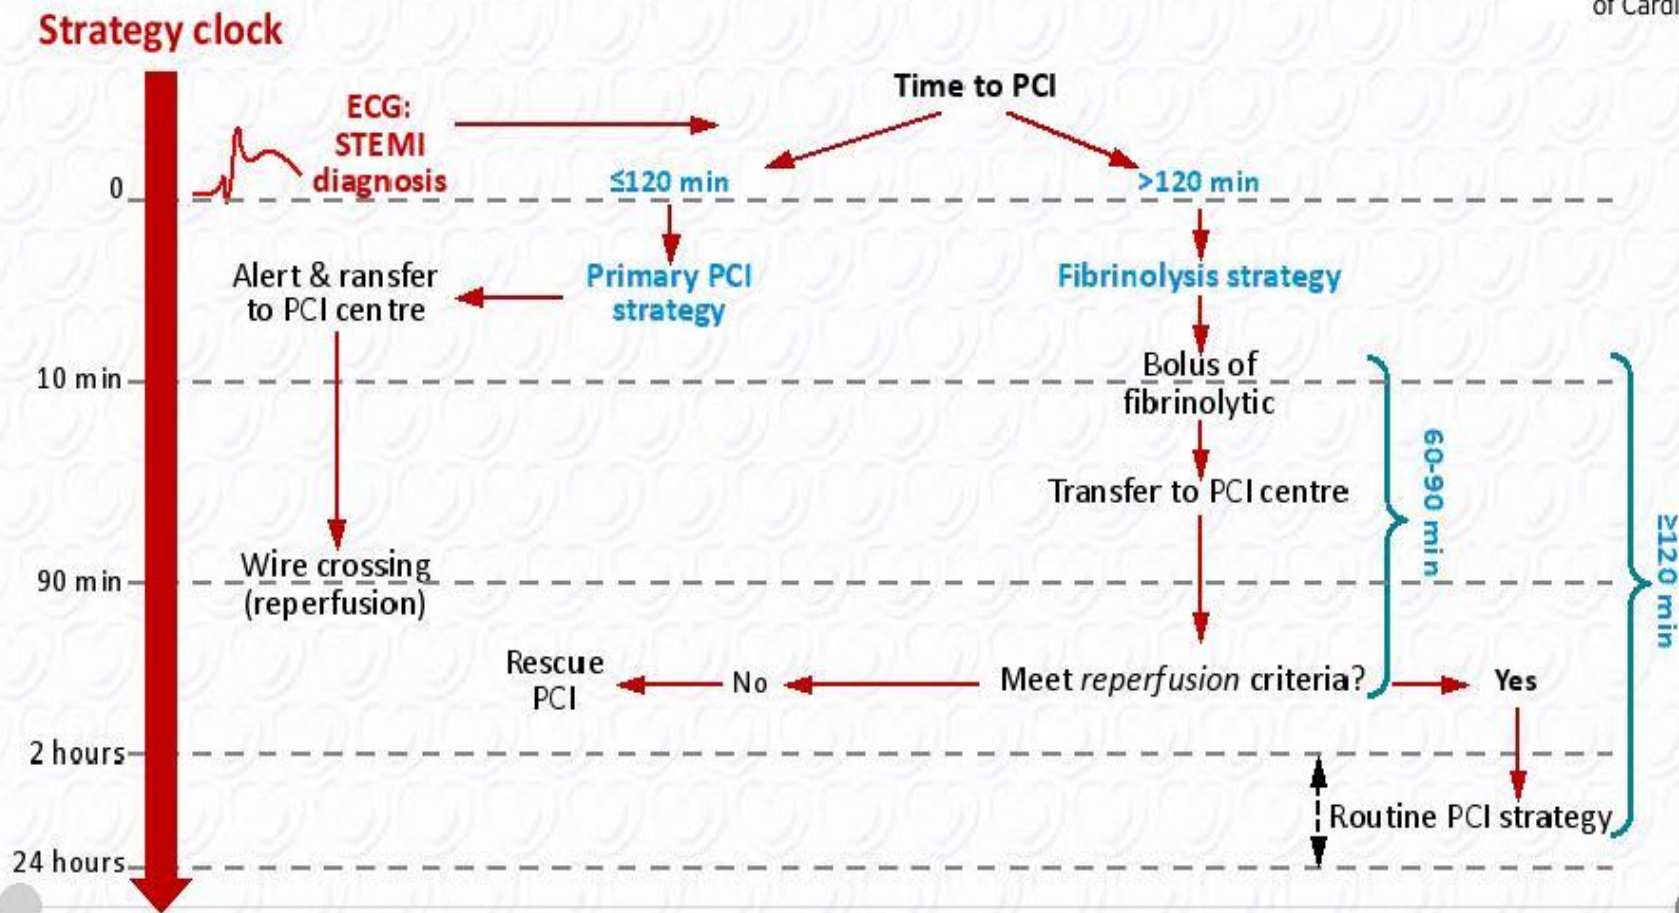 of Cardi
Strategy clock
Time to PCI
ECG:
STEMI
diagnosis
0
≤120 min
>120 min
Alert & ransfer
to PCI centre
Primary PCI
strategy
Fibrinolysis strategy
10 min
Bolus of
fibrinolytic
60-90 min
Transfer to PCI centre
≥120 min
90 min
Wire crossing
(reperfusion)
Rescue
PCI
No
Meet reperfusion criteria?
Yes
2 hours
Routine PCI strategy
24 hours